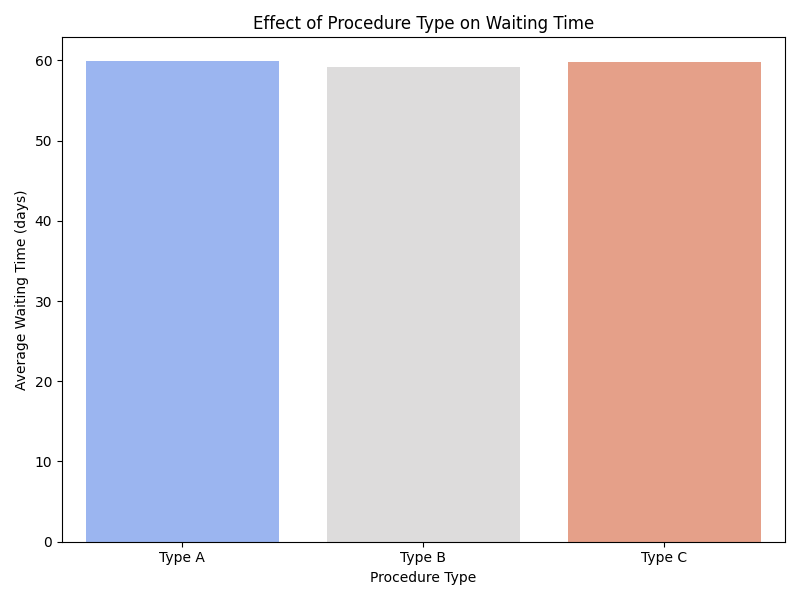 Effect of Procedure Type on Waiting Time
Average Waiting Time (days)
60
50
40
30
20
10
0
Type A
Type B
Type C
Procedure Type